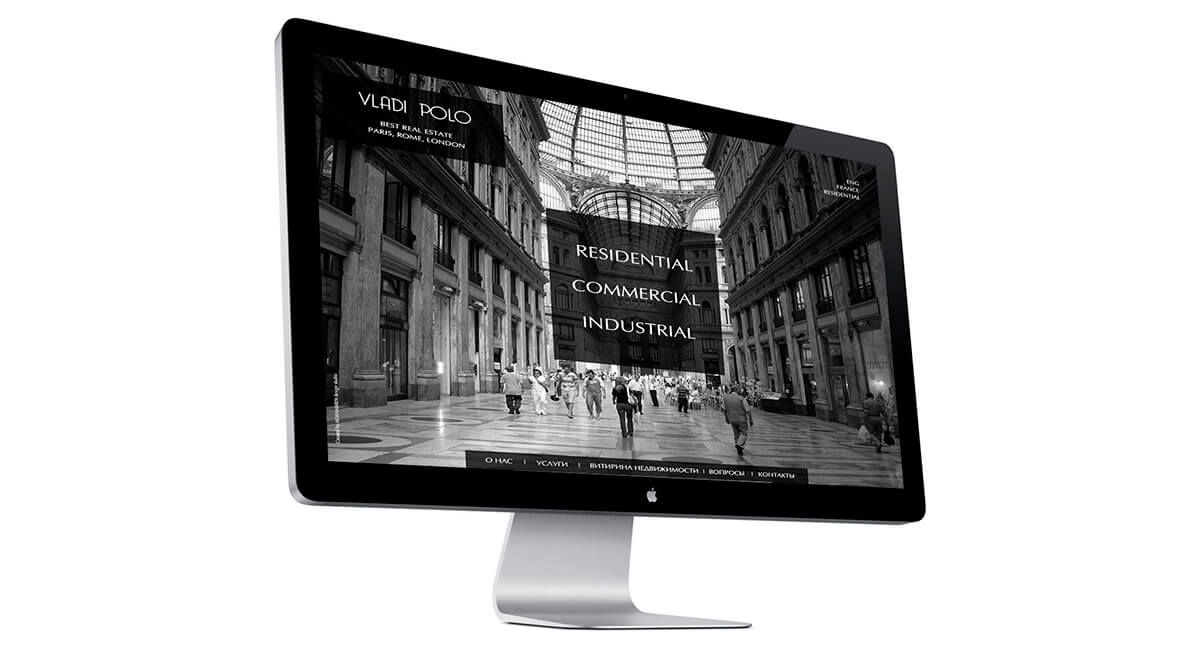 VLADI POLO
BEST REAL ESTATE
PARIS, ROME, LONDON
ENG
FRANCE
RESIDENTIAL
RESIDENTIAL
COMMERCIAL
INDUSTRIAL
О НАС | УСЛУГИ | ВИТИРИНА НЕДВИЖИМОСТИ | ВОПРОСЫ | КОНТАКТЫ